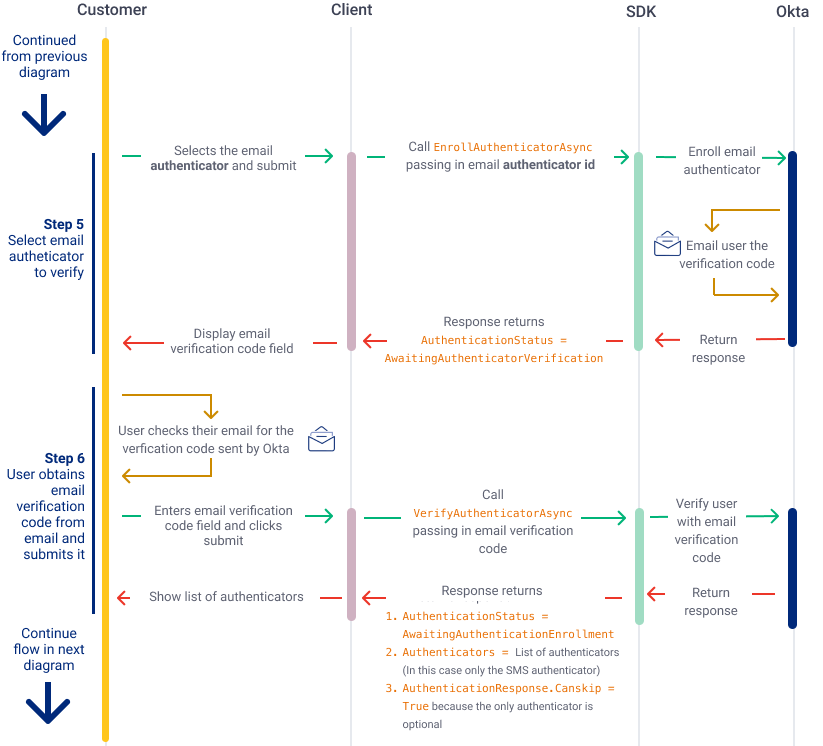 Customer
Client
SDK
Okta
Continued
from previous
diagram
Selects the email
authenticator and submit
Call EnrollAuthenticatorAsync
passing in email authenticator id
Enroll email
authenticator
Step 5
Select email
autheticator
to verify
Email user the
verification code
Display email
verification code field
Response returns
AuthenticationStatus =
AwaitingAuthenticatorVerification
Return
response
User checks their email for the
verfication code sent by Okta
Step 6
User obtains
email
verification
code from
email and
submits it
Enters email verification
code field and clicks
submit
Call
VerifyAuthenticatorAsync
passing in email verification
code
Verify user
with email
verification
code
Show list of authenticators
Response returns
1. AuthenticationStatus =
AwaitingAuthenticationEnrollment
2. Authenticators = List of authenticators
(In this case only the SMS authenticator)
3. AuthenticationResponse.Canskip =
True because the only authenticator is
optional
Return
response
Continue
flow in next
diagram